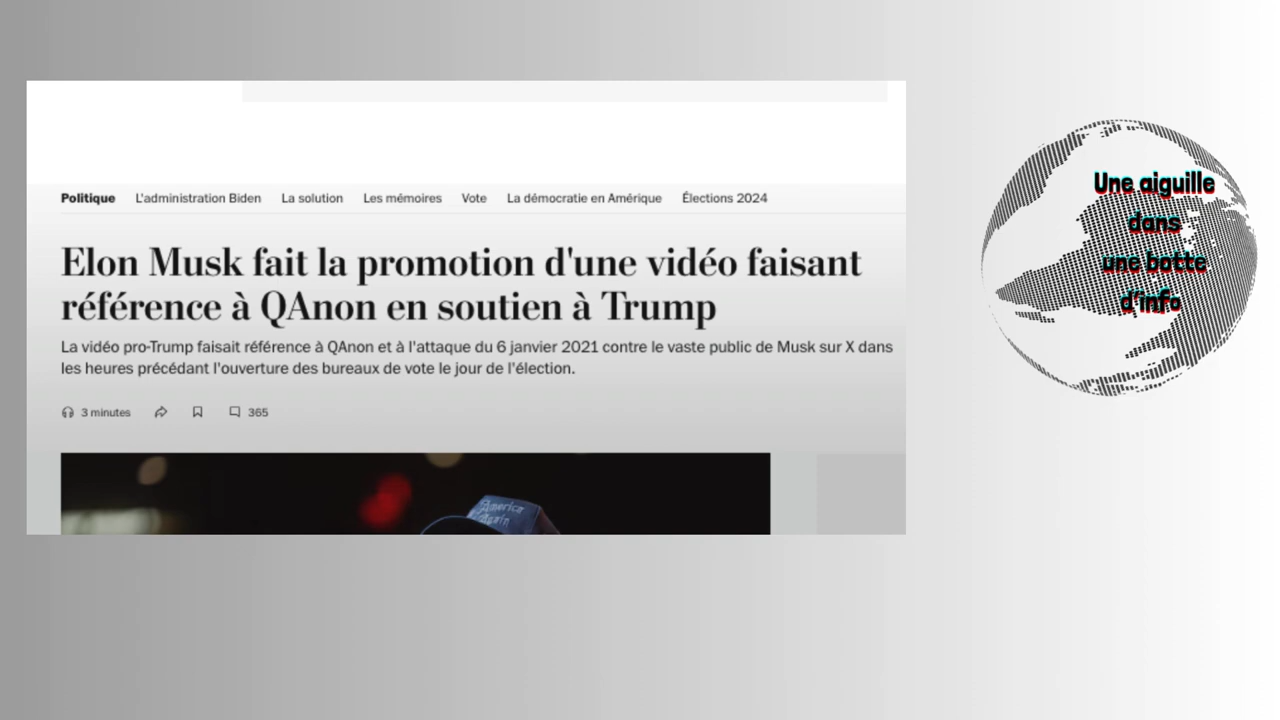 Politique L'administration Biden La solution Les mémoires Vote La démocratie en Amérique Élections 2024
Elon Musk fait la promotion d'une vidéo faisant
référence à QAnon en soutien à Trump
La vidéo pro-Trump faisait référence à QAnon et à l'attaque du 6 janvier 2021 contre le vaste public de Musk sur X dans
les heures précédant l'ouverture des bureaux de vote le jour de l'élection.
3 minutes 365
America
Again
Une aiguille
dans
une botte
d'info